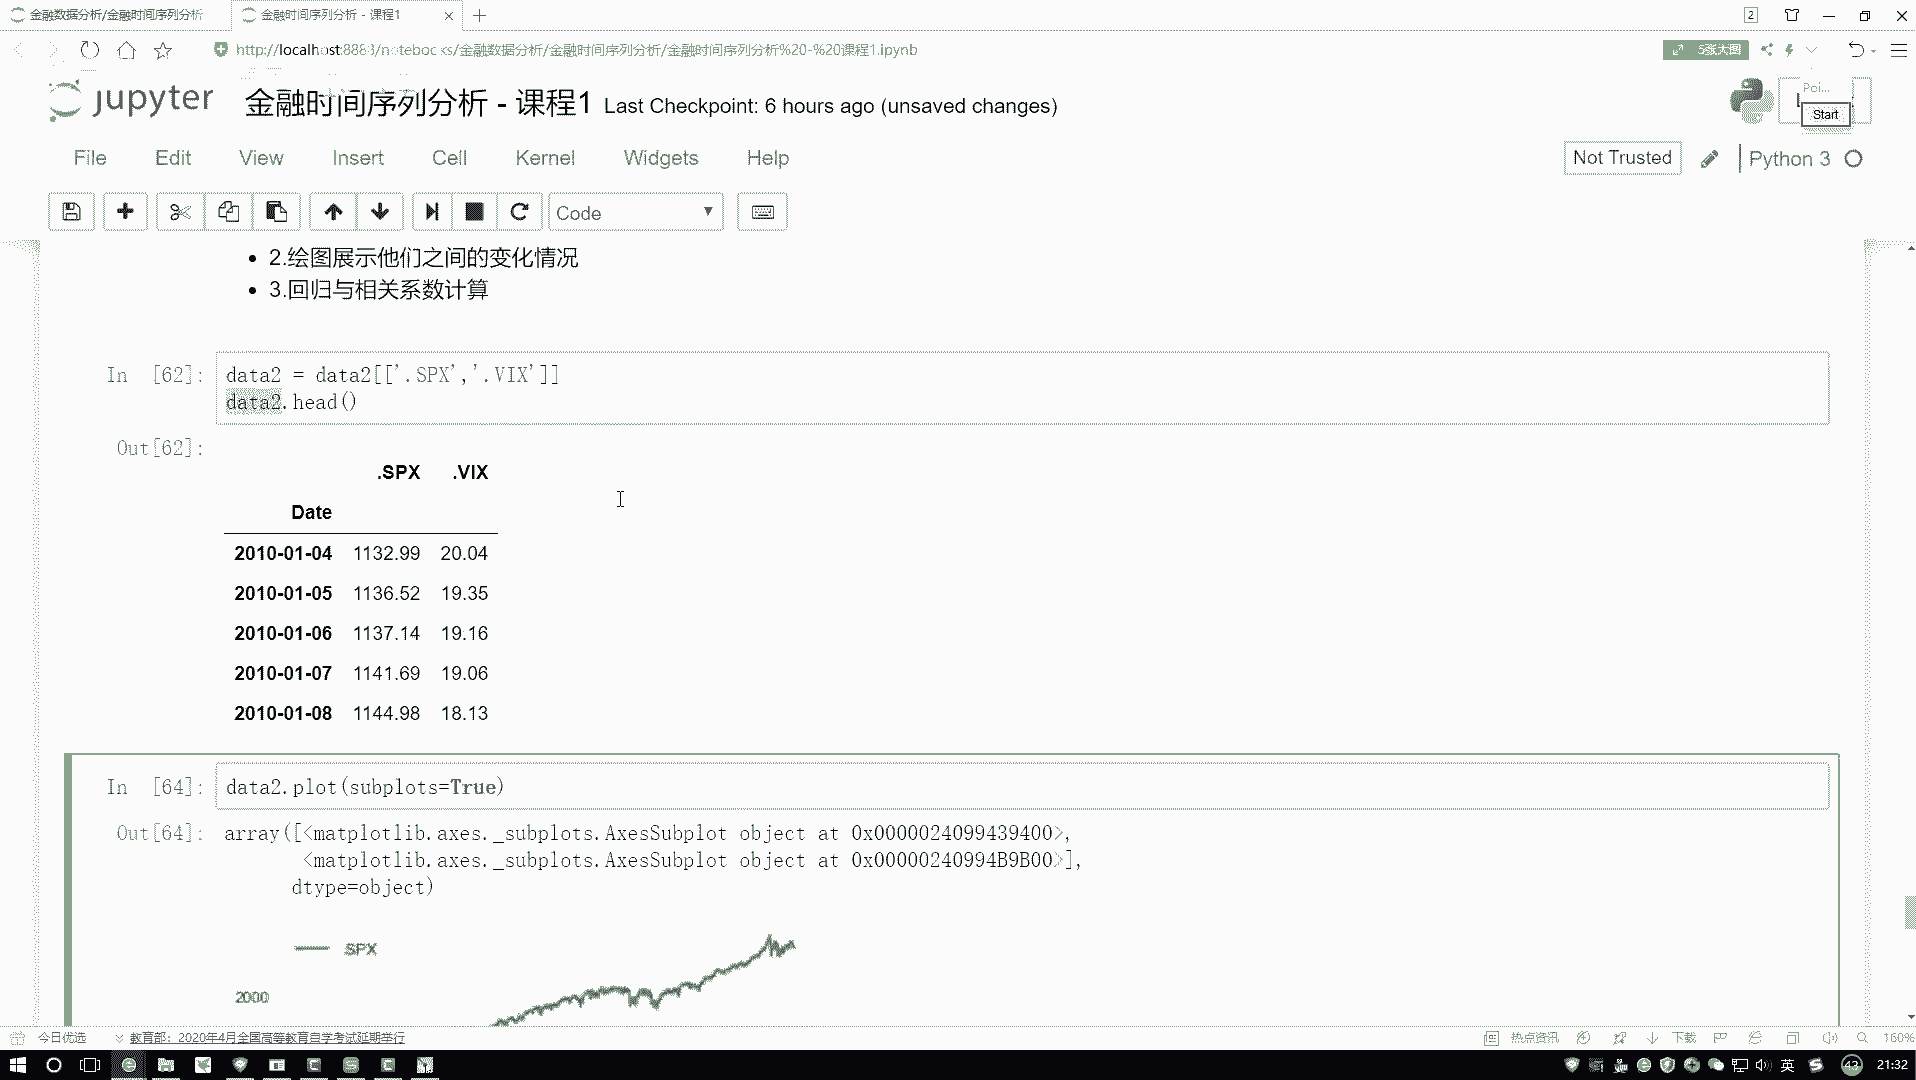 金融数据分析/金融时间序列分析
金融时间序列分析 - 课程1
2
http://localhost:8888/notebooks/金融数据分析/金融时间序列分析/金融时间序列分析%20-%20课程1.ipynb
5张大图
jupyter 金融时间序列分析 - 课程1 Last Checkpoint: 6 hours ago (unsaved changes)
Poi...
Start
File Edit View Insert Cell Kernel Widgets Help
Not Trusted
Python 3
Code
• 2.绘图展示他们之间的变化情况
• 3.回归与相关系数计算
In [62]: data2 = data2[['.SPX','.VIX']]
data2.head()
Out[62]:
.SPX .VIX
Date
2010-01-04 1132.99 20.04
2010-01-05 1136.52 19.35
2010-01-06 1137.14 19.16
2010-01-07 1141.69 19.06
2010-01-08 1144.98 18.13
In [64]: data2.plot(subplots=True)
Out[64]: array([<matplotlib.axes._subplots.AxesSubplot object at 0x0000024099439400>,
<matplotlib.axes._subplots.AxesSubplot object at 0x00000240994B9B00>],
dtype=object)
SPX
2000
今日优选
教育部：2020年4月全国高等教育自学考试延期举行
热点资讯
下载
160%
英
43
21:32